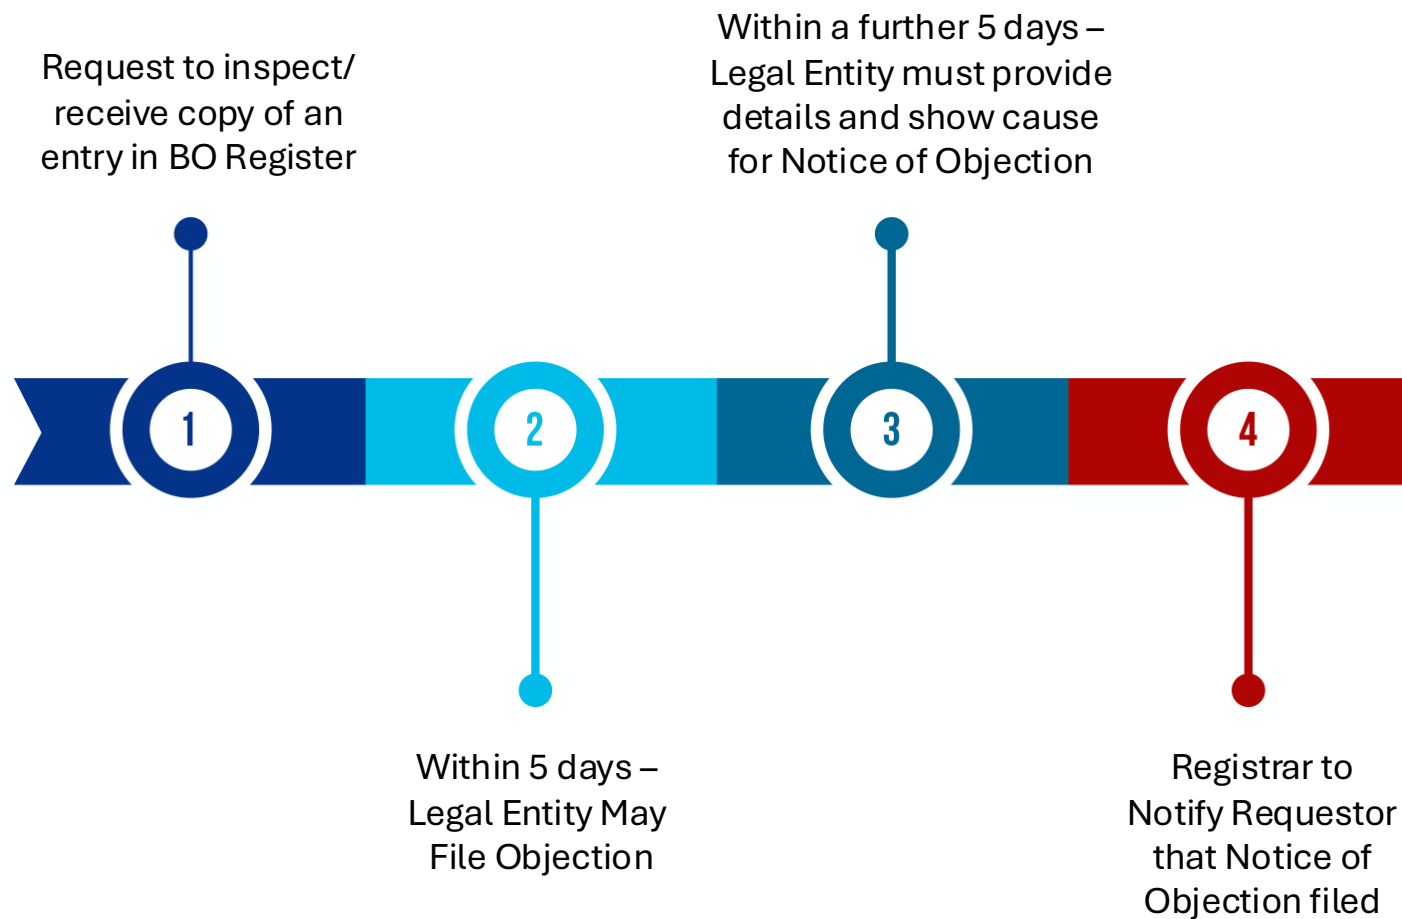 Request to inspect/
receive copy of an
entry in BO Register
1
Within 5 days –
Legal Entity May
File Objection
2
Within a further 5 days –
Legal Entity must provide
details and show cause
for Notice of Objection
3
Registrar to
Notify Requestor
that Notice of
Objection filed
4